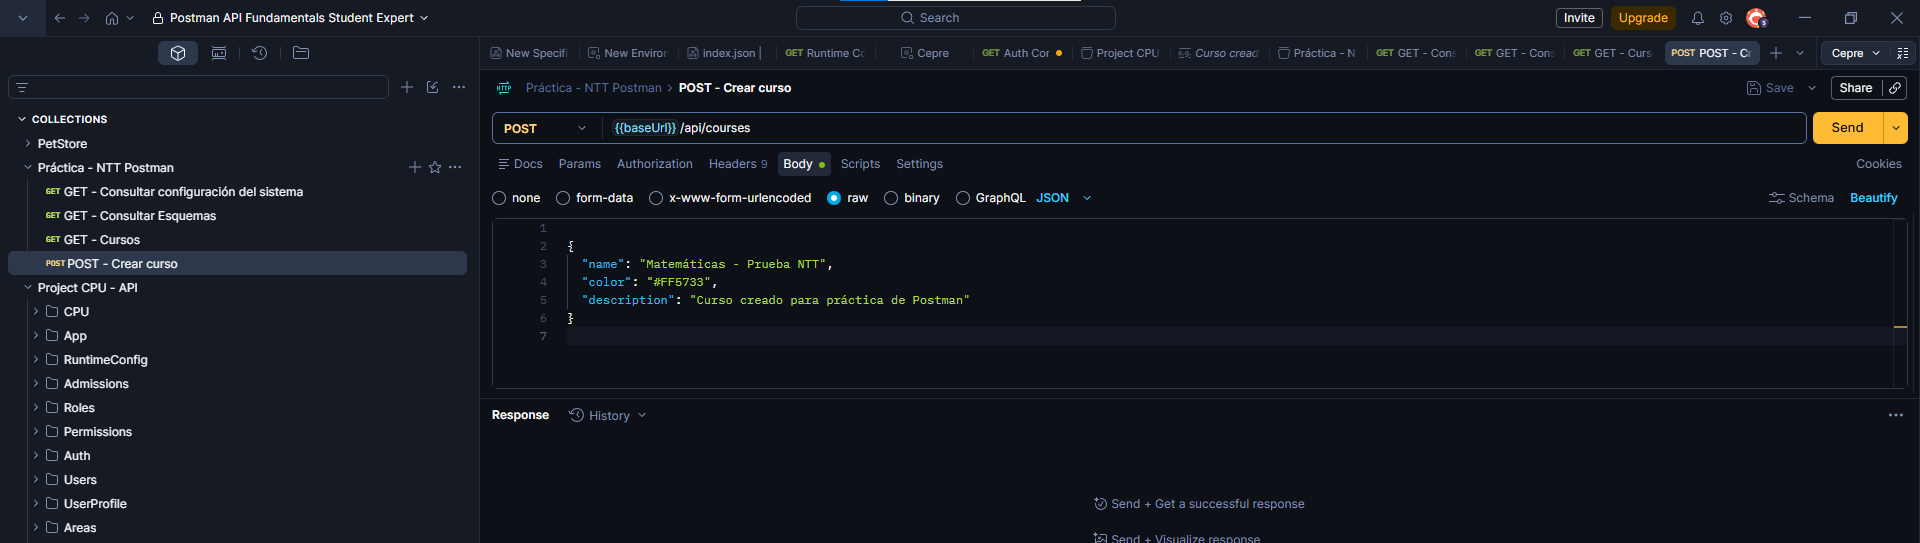 Postman API Fundamentals Student Expert
Search
Invite
Upgrade
New Specifi
New Environ
index.json
GET Runtime Co
Cepre
GET Auth Con
Project CPU
Curso cread
Práctica - N
GET GET - Cons
GET GET - Cons
GET GET - Curs
POST POST - Cr
Cepre
COLLECTIONS
PetStore
Práctica - NTT Postman
GET GET - Consultar configuración del sistema
GET GET - Consultar Esquemas
GET GET - Cursos
POST POST - Crear curso
Project CPU - API
CPU
App
RuntimeConfig
Admissions
Roles
Permissions
Auth
Users
UserProfile
Areas
HTTP Práctica - NTT Postman > POST - Crear curso
Save
Share
POST
{{baseUrl}}/api/courses
Send
Docs Params Authorization Headers 9 Body Scripts Settings
Cookies
none form-data x-www-form-urlencoded raw binary GraphQL JSON
Schema
Beautify
1
2 {
3 "name": "Matemáticas - Prueba NTT",
4 "color": "#FF5733",
5 "description": "Curso creado para práctica de Postman"
6 }
7
Response History
Send + Get a successful response
Send + Visualize response